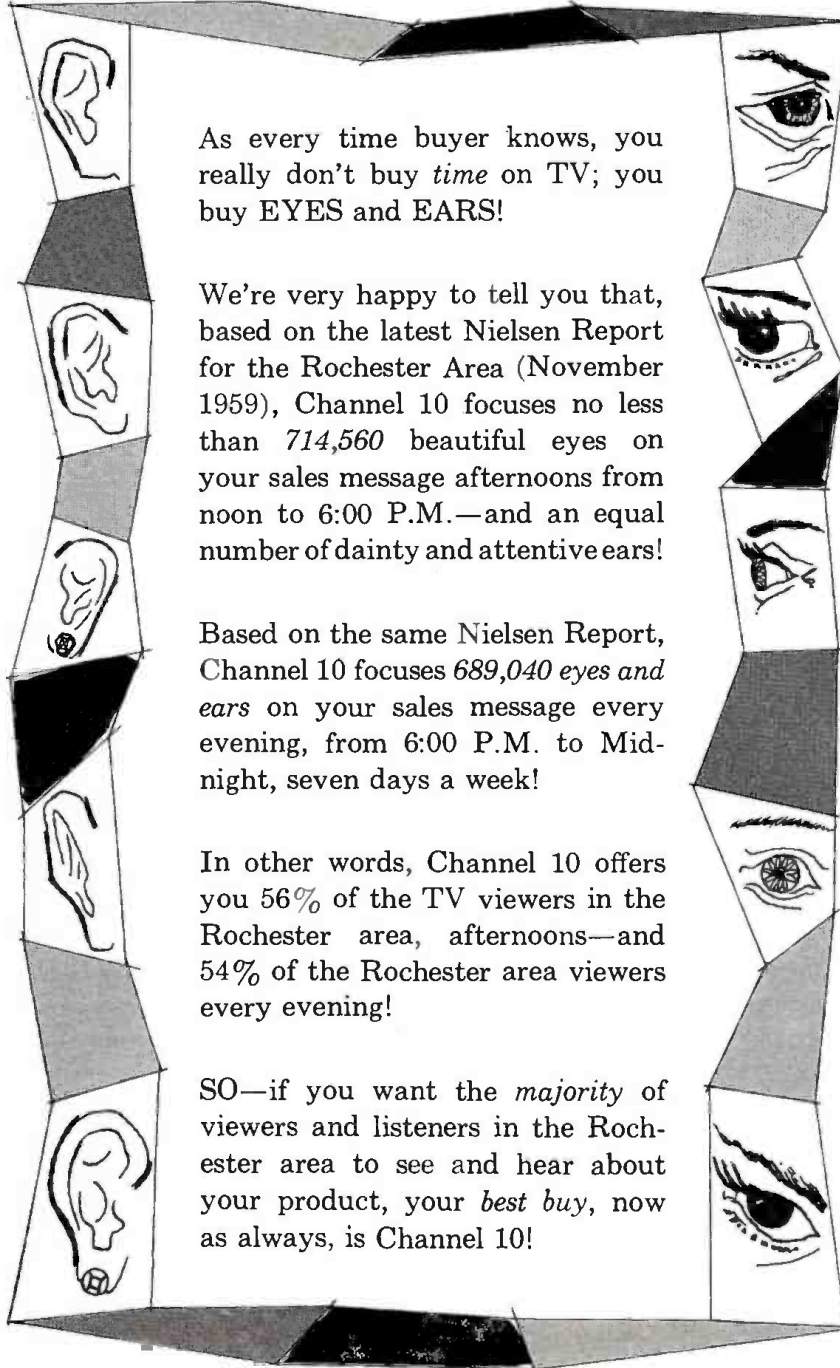 As every time buyer knows, you
really don't buy time on TV; you
buy EYES and EARS!
We're very happy to tell you that,
based on the latest Nielsen Report
for the Rochester Area (November
1959), Channel 10 focuses no less
than 714,560 beautiful eyes on
your sales message afternoons from
noon to 6:00 P.M.—and an equal
number of dainty and attentive ears!
Based on the same Nielsen Report,
Channel 10 focuses 689,040 eyes and
ears on your sales message every
evening, from 6:00 P.M. to Mid-
night, seven days a week!
In other words, Channel 10 offers
you 56% of the TV viewers in the
Rochester area, afternoons—and
54% of the Rochester area viewers
every evening!
SO—if you want the majority of
viewers and listeners in the Roch-
ester area to see and hear about
your product, your best buy, now
as always, is Channel 10!